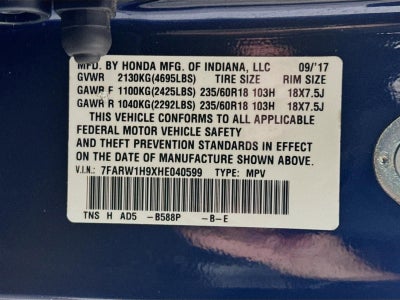 MFD. BY HONDA MFG. OF INDIANA, LLC 09/'17
GVWR 2130KG(4695LBS) TIRE SIZE RIM SIZE
GAWR F 1100KG(2425LBS) 235/60R18 103H 18X7.5J
GAWR R 1040KG(2292LBS) 235/60R18 103H 18X7.5J
THIS VEHICLE CONFORMS TO ALL APPLICABLE
FEDERAL MOTOR VEHICLE SAFETY
AND THEFT PREVENTION STANDARDS IN EFFECT
ON THE DATE OF MANUFACTURE SHOWN ABOVE.
V.I.N.: 7FARW1H9XHE040599 TYPE: MPV
TNS H AD5 -B588P -B-E